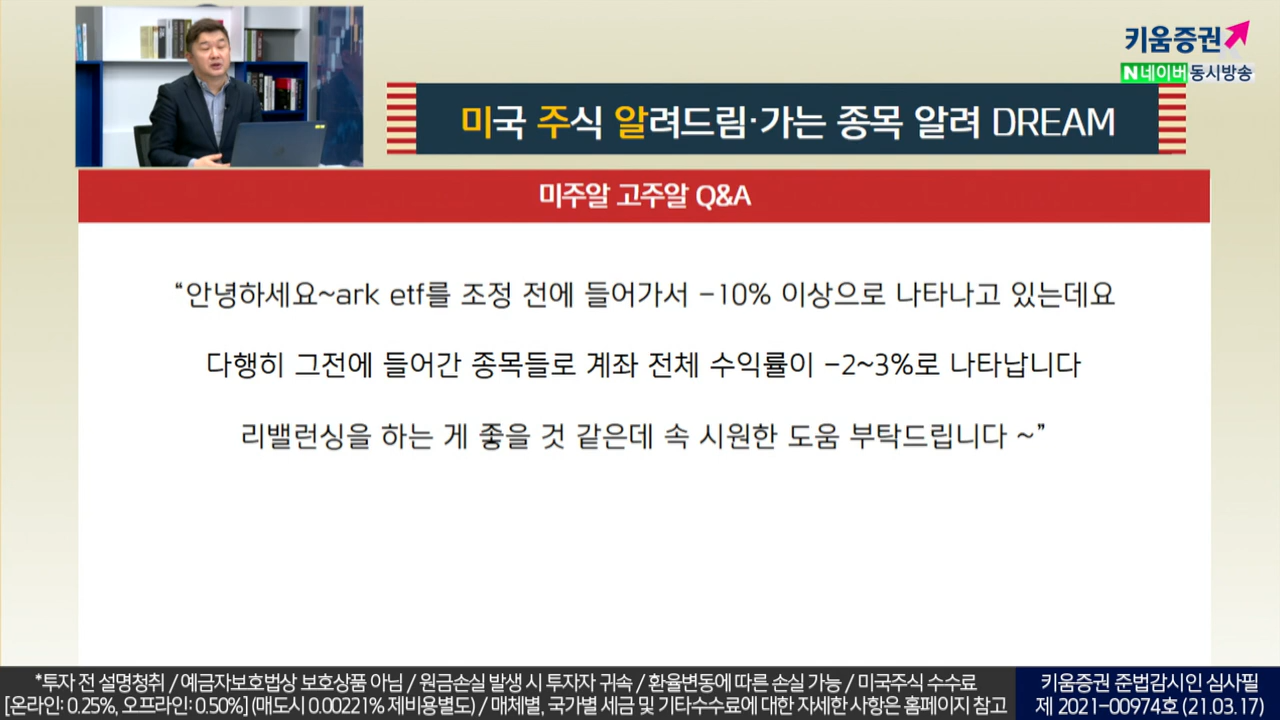 키움증권
N네이버동시방송
미국 주식 알려드림·가는 종목 알려 DREAM
미주알 고주알 Q&A
“안녕하세요~ark etf를 조정 전에 들어가서 -10% 이상으로 나타나고 있는데요
다행히 그전에 들어간 종목들로 계좌 전체 수익률이 -2~3%로 나타납니다
리밸런싱을 하는 게 좋을 것 같은데 속 시원한 도움 부탁드립니다 ~”
*투자 전 설명청취 / 예금자보호법상 보호상품 아님 / 원금손실 발생 시 투자자 귀속 / 환율변동에 따른 손실 가능 / 미국주식 수수료
[온라인: 0.25%, 오프라인: 0.50%] (매도시 0.00221% 제비용별도) / 매체별, 국가별 세금 및 기타수수료에 대한 자세한 사항은 홈페이지 참고
키움증권 준법감시인 심사필
제 2021-00974호 (21.03.17)